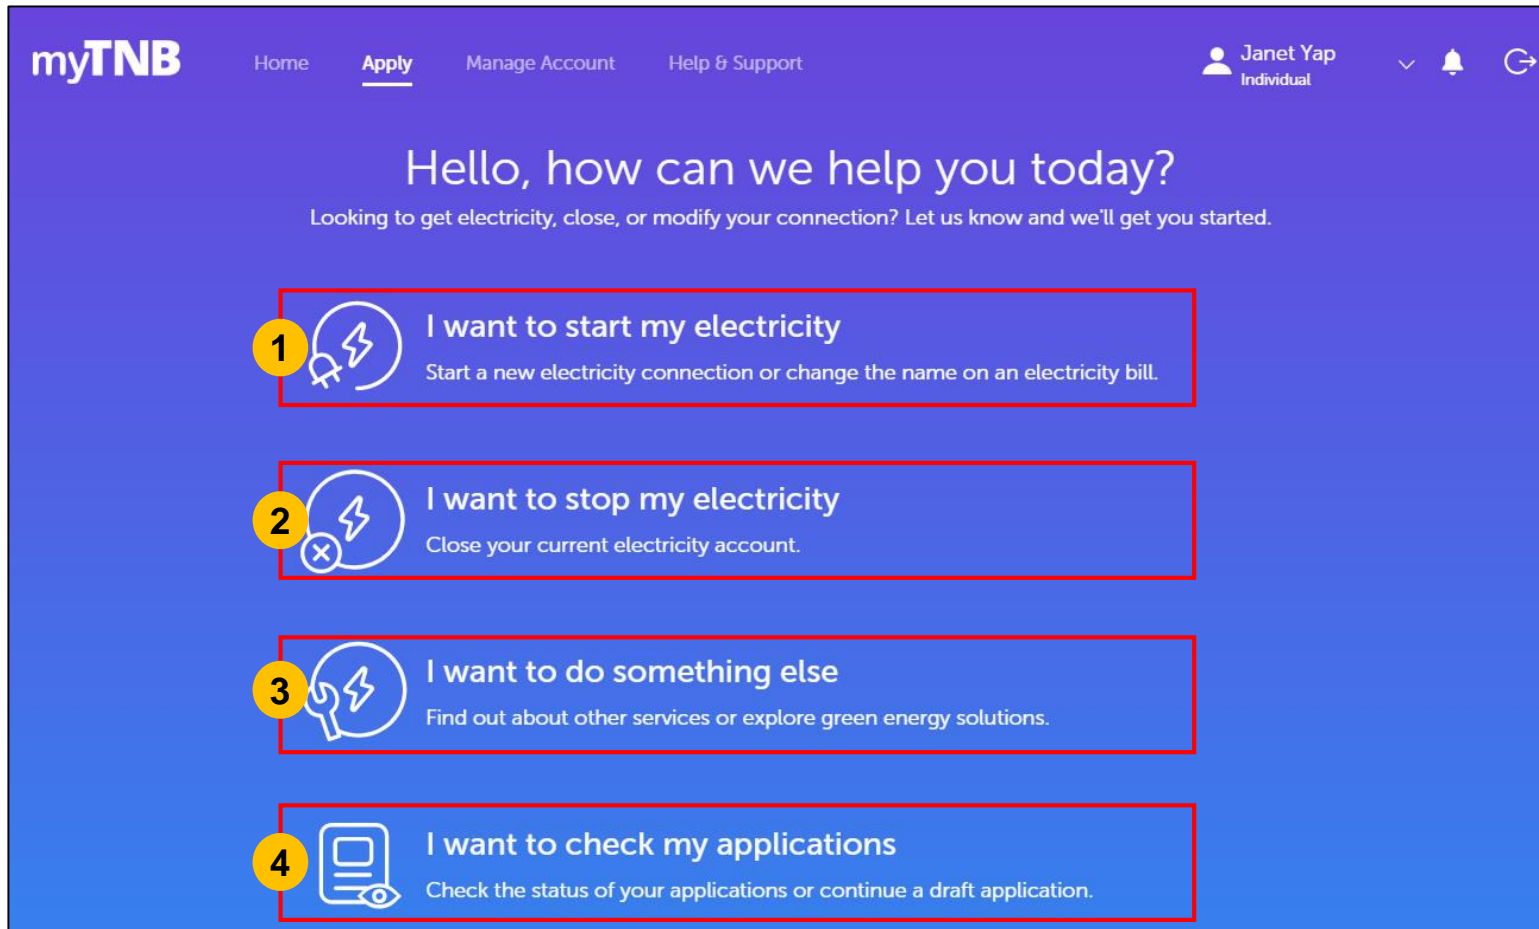 myTNB Home Apply Manage Account Help & Support Janet Yap
Individual
Hello, how can we help you today?
Looking to get electricity, close, or modify your connection? Let us know and we'll get you started.
1 I want to start my electricity
Start a new electricity connection or change the name on an electricity bill.
2 I want to stop my electricity
Close your current electricity account.
3 I want to do something else
Find out about other services or explore green energy solutions.
4 I want to check my applications
Check the status of your applications or continue a draft application.